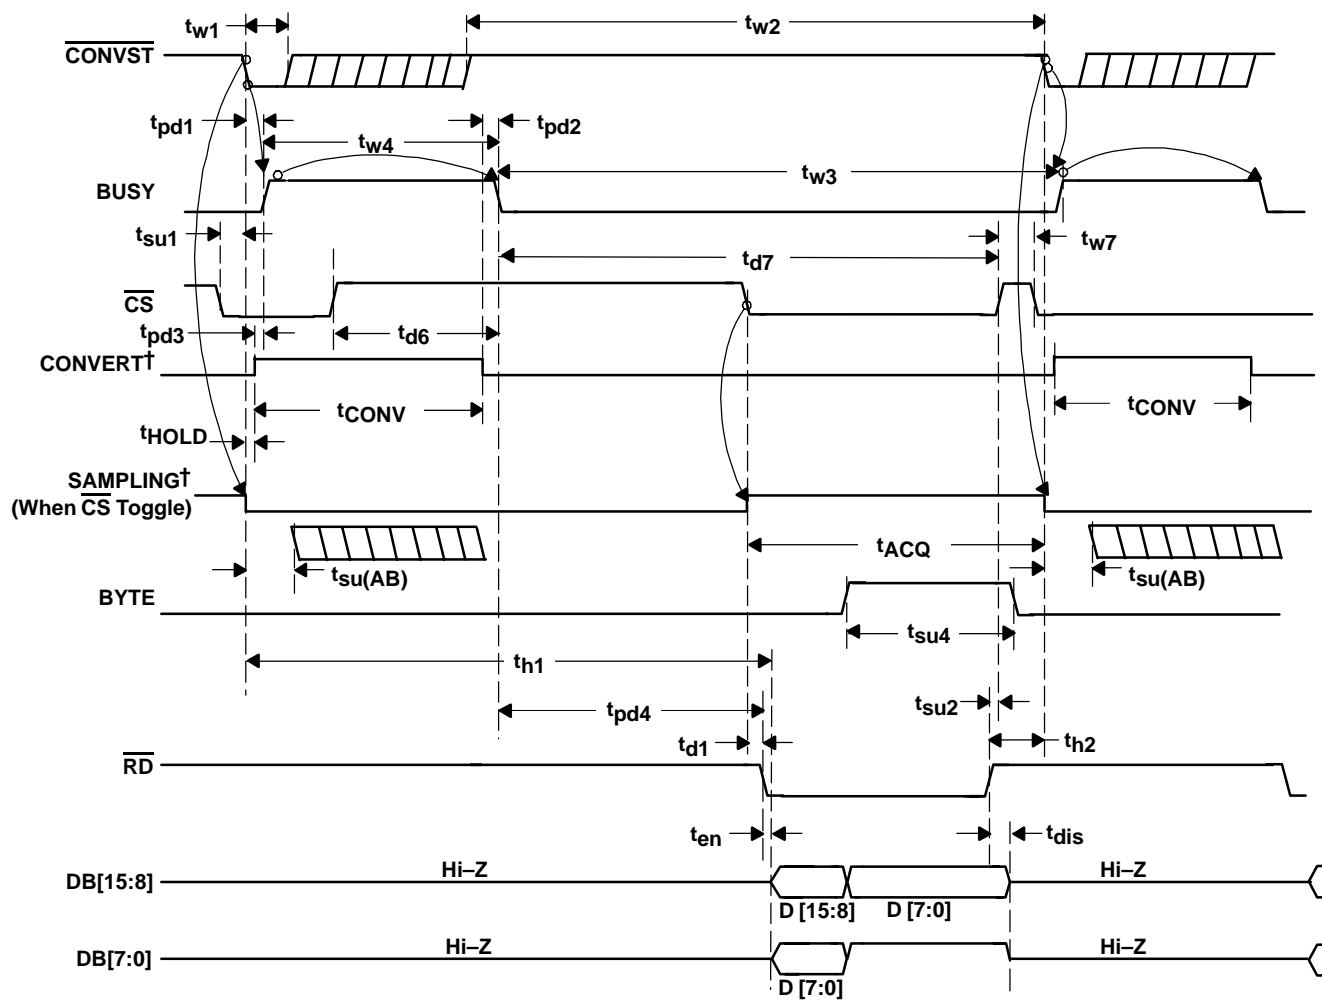 tw1
tw2
CONVST
tpd1
tw4
tpd2
tw3
BUSY
tsu1
tw7
td7
CS
tpd3
td6
CONVERT†
tCONV
tCONV
tHOLD
SAMPLING†
(When CS Toggle)
tACQ
tsu(AB)
tsu(AB)
BYTE
tsu4
th1
tpd4
tsu2
td1
th2
RD
ten
tdis
DB[15:8]
Hi–Z
Hi–Z
D [15:8]
D [7:0]
DB[7:0]
Hi–Z
Hi–Z
D [7:0]